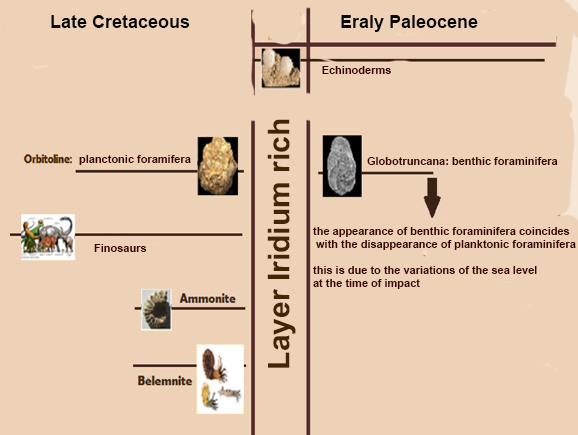 Late Cretaceous
Eraly Paleocene
Echinoderms
Orbitoline: planctonic foramifera
Layer Iridium rich
Globotruncana: benthic foraminifera
the appearance of benthic foraminifera coincides
with the disappearance of planktonic foraminifera
this is due to the variations of the sea level
at the time of impact
Finosaurs
Ammonite
Belemnite